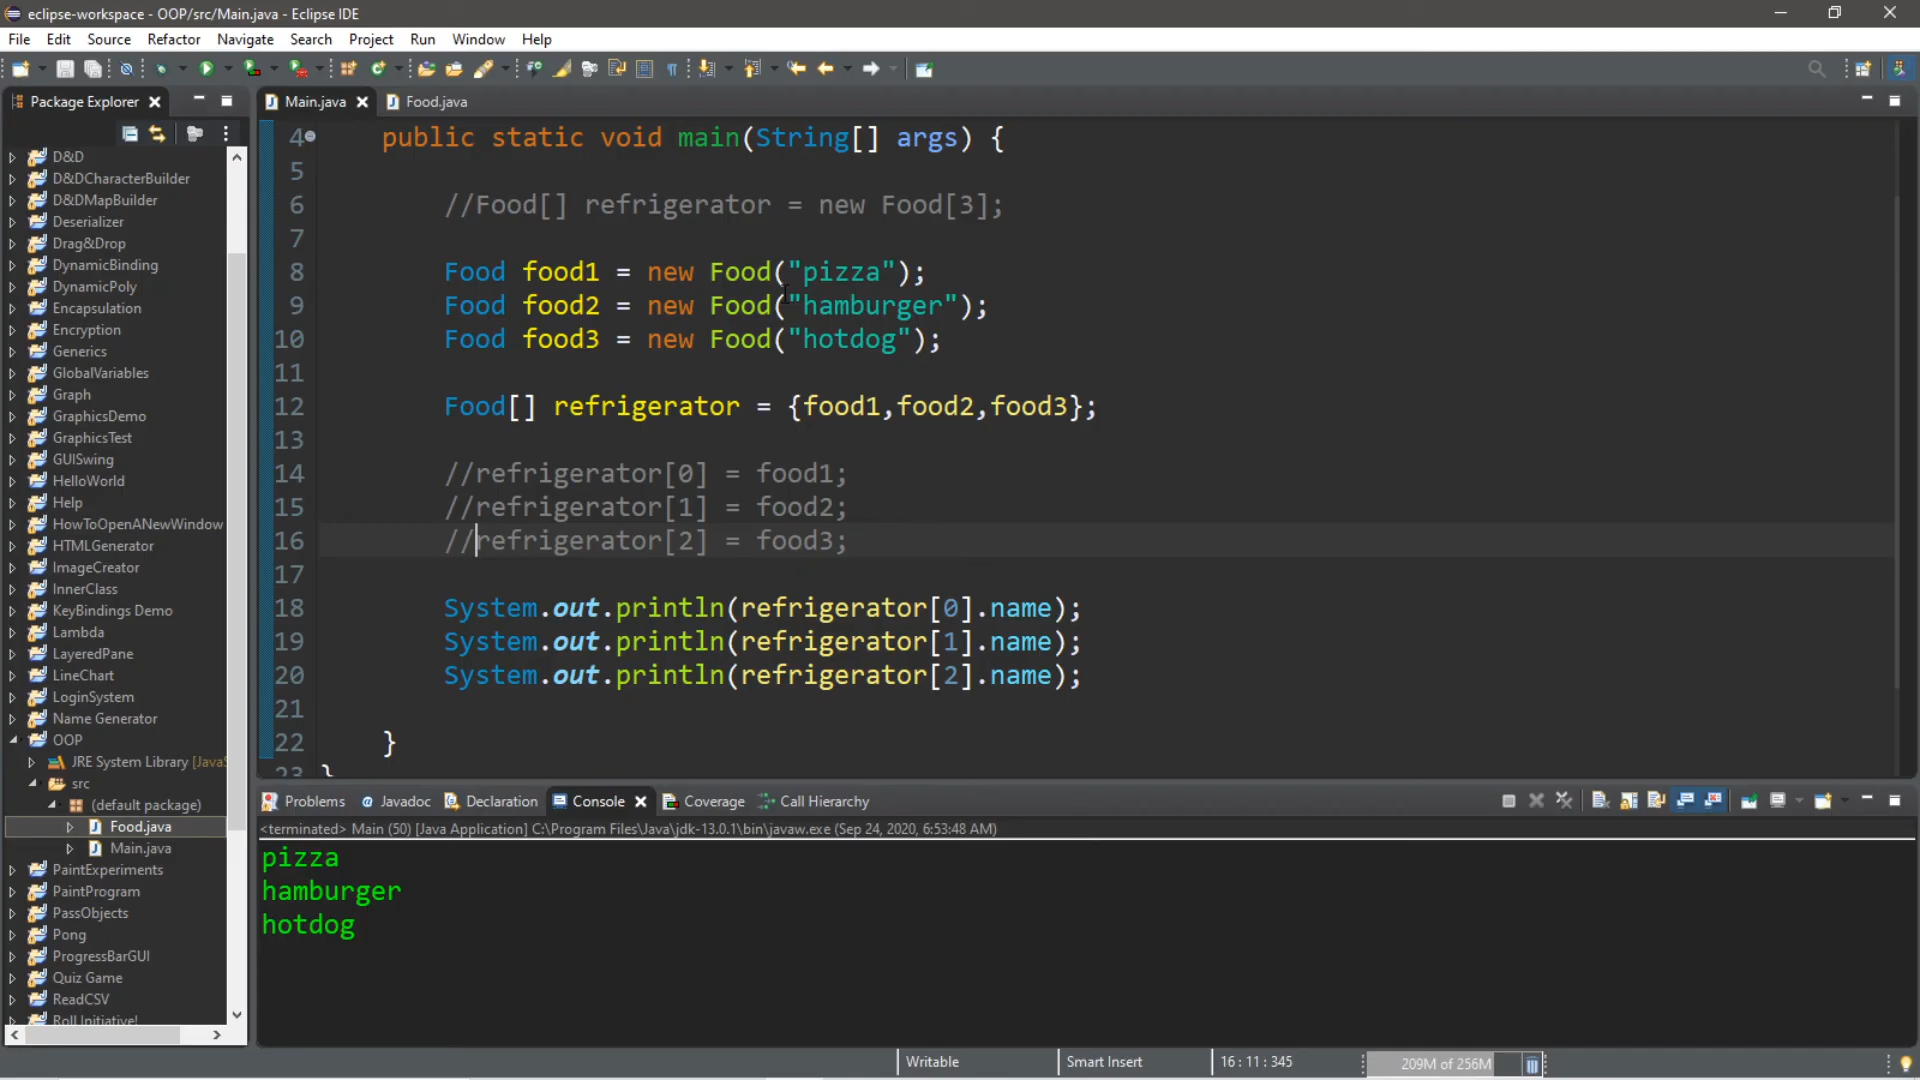 eclipse-workspace - OOP/src/Main.java - Eclipse IDE
File Edit Source Refactor Navigate Search Project Run Window Help
Package Explorer
D&D
D&DCharacterBuilder
D&DMapBuilder
Deserializer
Drag&Drop
DynamicBinding
DynamicPoly
Encapsulation
Encryption
Generics
GlobalVariables
Graph
GraphicsDemo
GraphicsTest
GUISwing
HelloWorld
Help
HowToOpenANewWindow
HTMLGenerator
ImageCreator
InnerClass
KeyBindings Demo
Lambda
LayeredPane
LineChart
LoginSystem
Name Generator
OOP
JRE System Library [JavaS
src
(default package)
Food.java
Main.java
PaintExperiments
PaintProgram
PassObjects
Pong
ProgressBarGUI
Quiz Game
ReadCSV
RollInitiative!
Main.java Food.java
4 public static void main(String[] args) {
5
6 //Food[] refrigerator = new Food[3];
7
8 Food food1 = new Food("pizza");
9 Food food2 = new Food("hamburger");
10 Food food3 = new Food("hotdog");
11
12 Food[] refrigerator = {food1,food2,food3};
13
14 //refrigerator[0] = food1;
15 //refrigerator[1] = food2;
16 //refrigerator[2] = food3;
17
18 System.out.println(refrigerator[0].name);
19 System.out.println(refrigerator[1].name);
20 System.out.println(refrigerator[2].name);
21
22 }
23 }
Problems @ Javadoc Declaration Console Coverage Call Hierarchy
<terminated> Main (50) [Java Application] C:\Program Files\Java\jdk-13.0.1\bin\javaw.exe (Sep 24, 2020, 6:53:48 AM)
pizza
hamburger
hotdog
Writable Smart Insert 16 : 11 : 345 209M of 256M